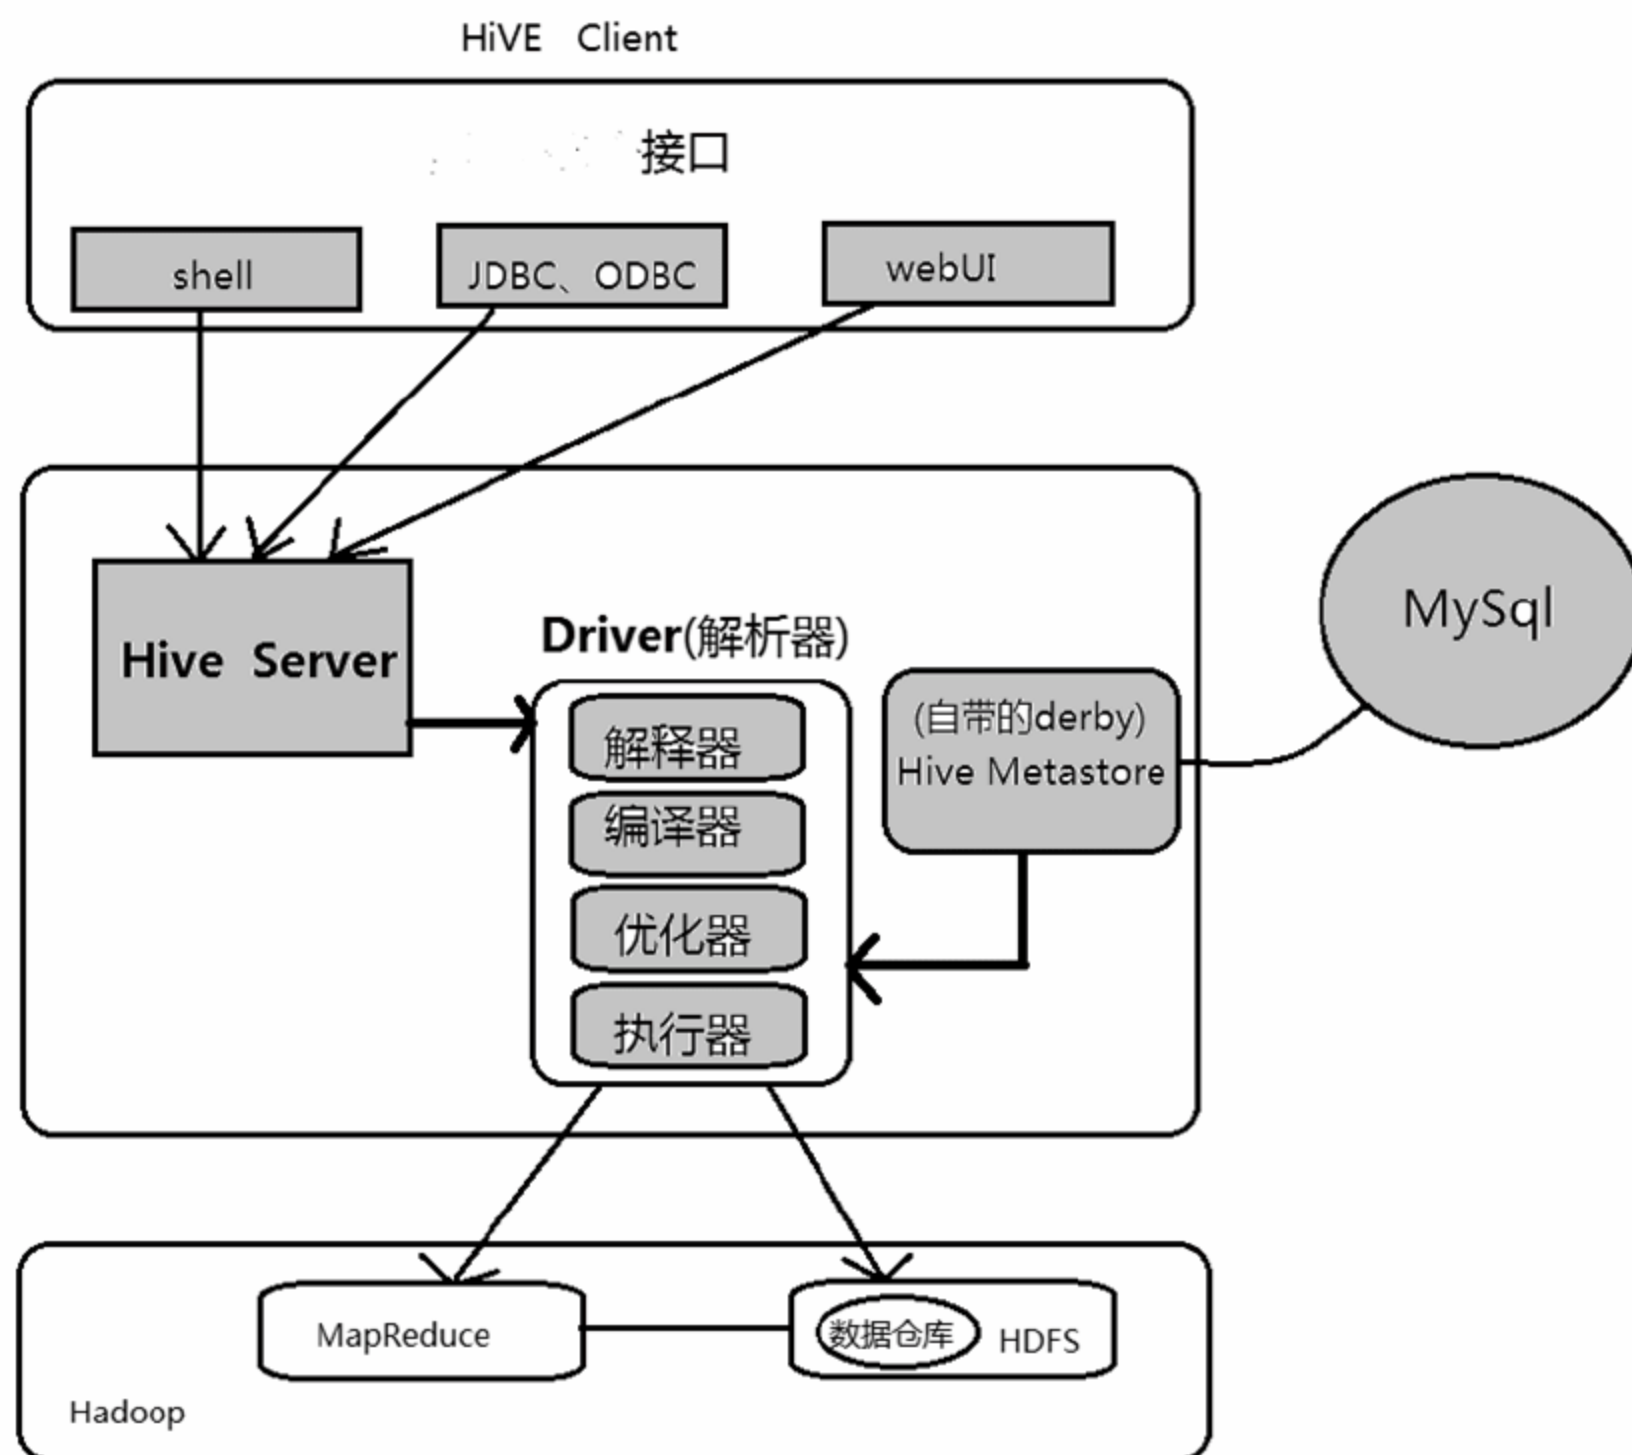 HiVE Client
接口
shell
JDBC、ODBC
webUI
Hive Server
Driver(解析器)
解释器
编译器
优化器
执行器
(自带的derby)
Hive Metastore
MySql
MapReduce
数据仓库
HDFS
Hadoop